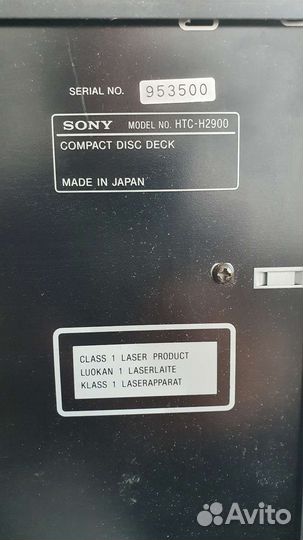 SERIAL NO. 953500
SONY MODEL NO. HTC-H2900
COMPACT DISC DECK
MADE IN JAPAN
CLASS 1 LASER PRODUCT
LUOKAN 1 LASERLAITE
KLASS 1 LASERAPPARAT
Avito